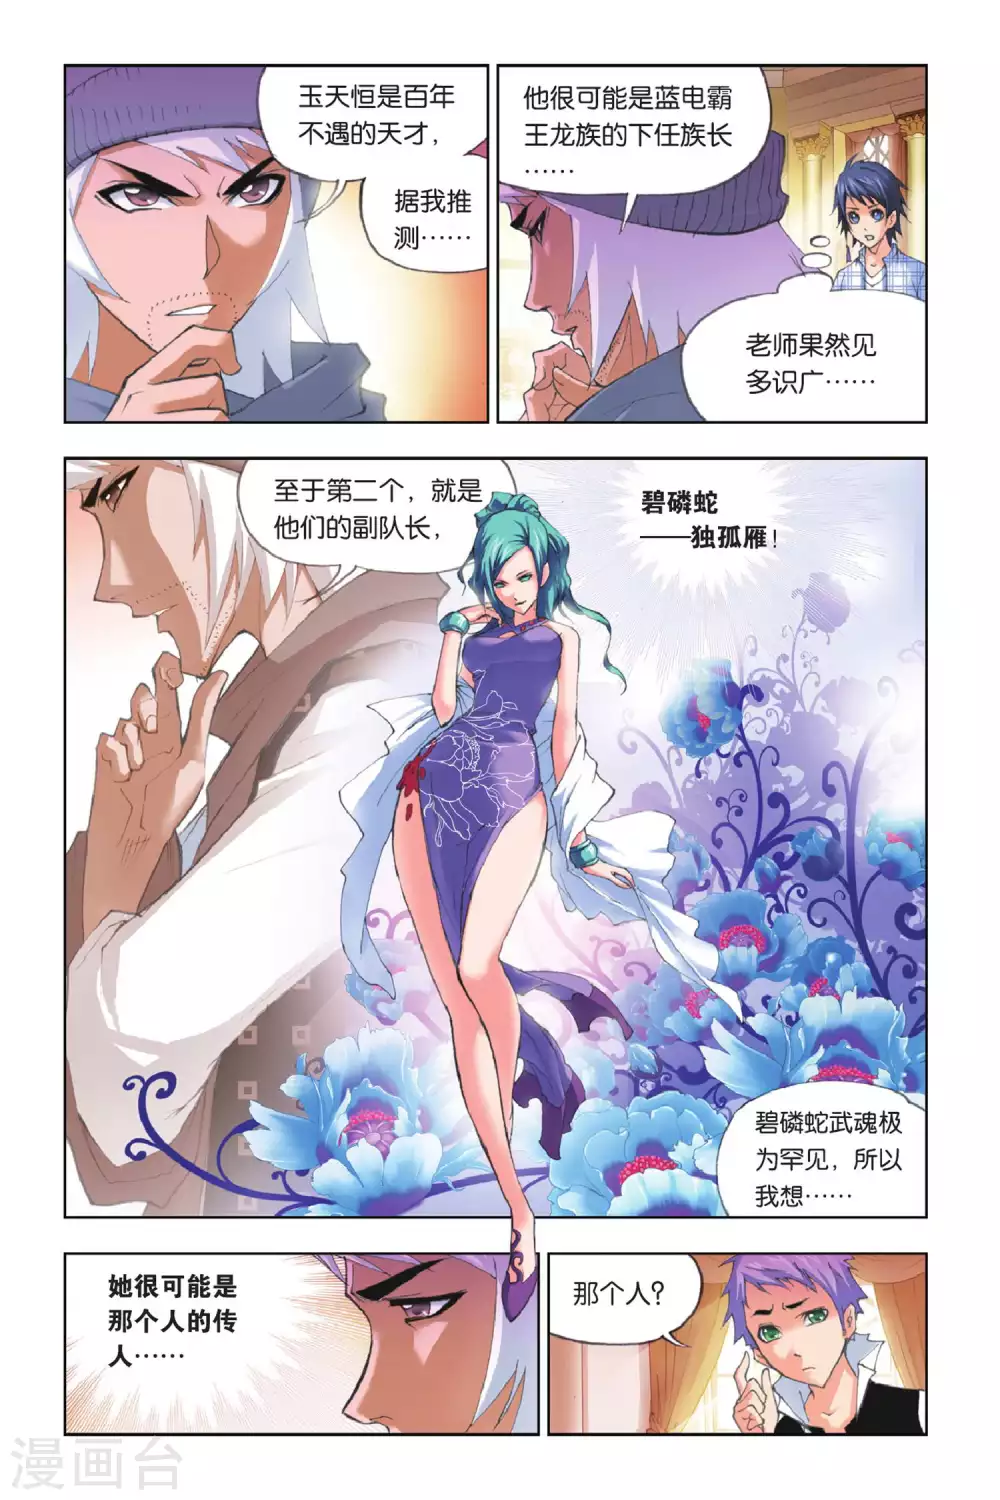 玉天恒是百年
不遇的天才，
据我推
测……
他很可能是蓝电霸
王龙族的下任族长
……
老师果然见
多识广……
至于第二个，就是
他们的副队长，
碧磷蛇
——独孤雁！
碧磷蛇武魂极
为罕见，所以
我想……
她很可能是
那个人的传
人……
那个人？
漫画台